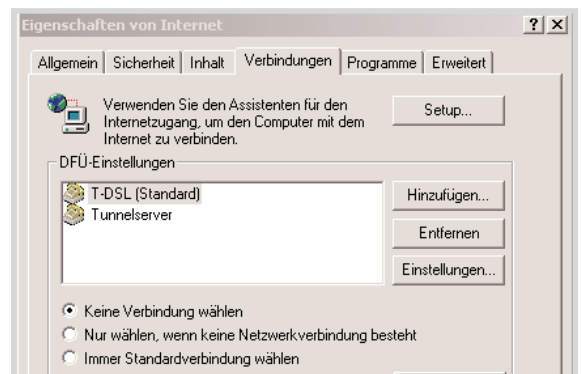 Eigenschaften von Internet
Allgemein Sicherheit Inhalt Verbindungen Programme Erweitert
Verwenden Sie den Assistenten für den
Internetzugang, um den Computer mit dem
Internet zu verbinden.
Setup...
DFÜ-Einstellungen
T-DSL (Standard)
Tunnelserver
Hinzufügen...
Entfernen
Einstellungen...
Keine Verbindung wählen
Nur wählen, wenn keine Netzwerkverbindung besteht
Immer Standardverbindung wählen